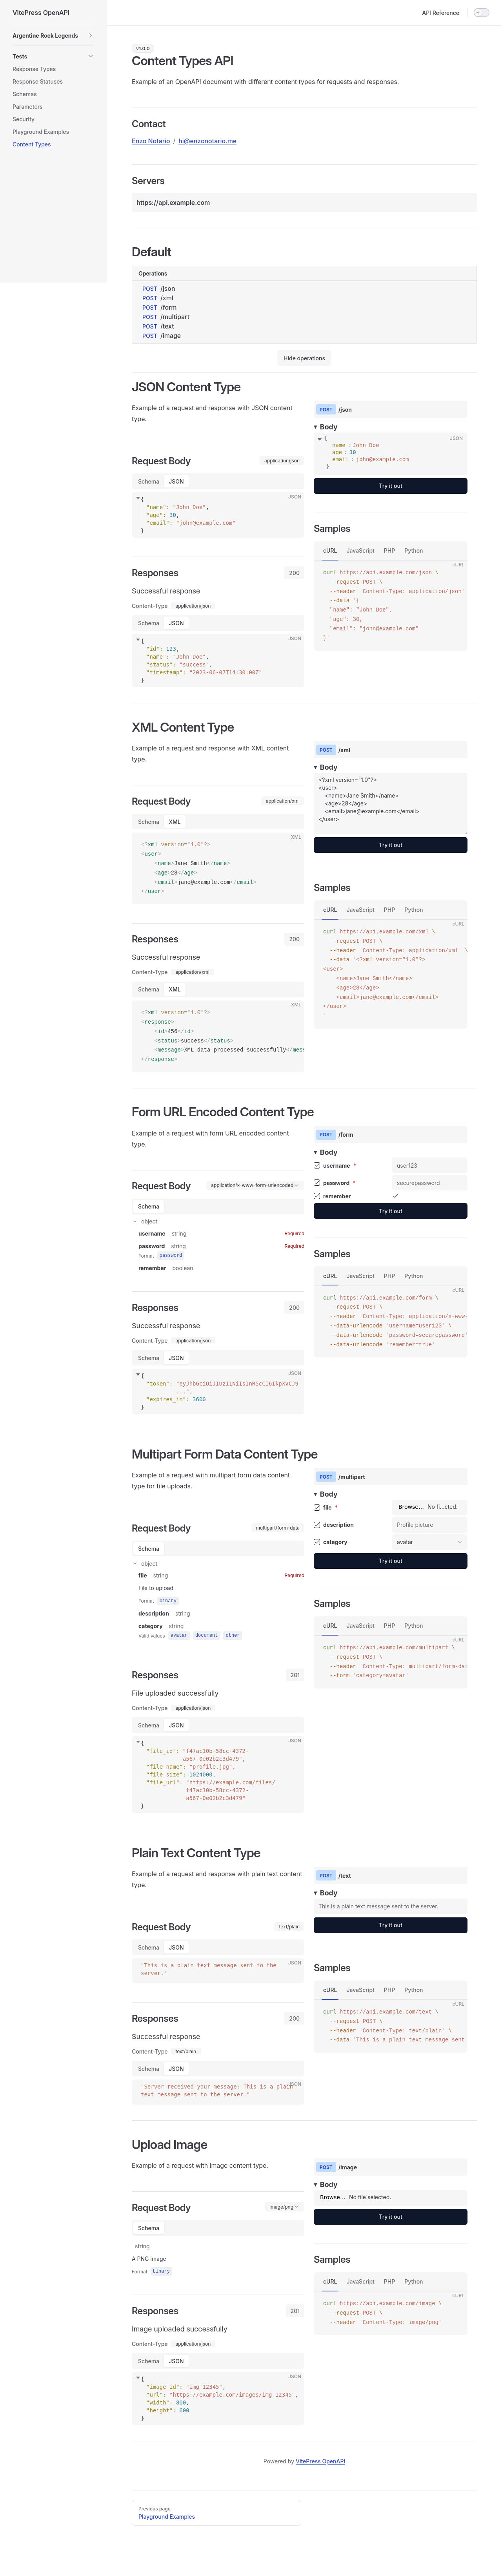 VitePress OpenAPI
API Reference
Argentine Rock Legends
Tests
Response Types
Response Statuses
Schemas
Parameters
Security
Playground Examples
Content Types
v1.0.0
Content Types API
Example of an OpenAPI document with different content types for requests and responses.
Contact
Enzo Notario / hi@enzonotario.me
Servers
https://api.example.com
Default
Operations
POST /json
POST /xml
POST /form
POST /multipart
POST /text
POST /image
Hide operations
JSON Content Type
Example of a request and response with JSON content
type.
Request Body application/json
Schema JSON
JSON
{
"name": "John Doe",
"age": 30,
"email": "john@example.com"
}
Responses 200
Successful response
Content-Type application/json
Schema JSON
JSON
{
"id": 123,
"name": "John Doe",
"status": "success",
"timestamp": "2023-06-07T14:30:00Z"
}
POST /json
Body
JSON
{
name : John Doe
age : 30
email : john@example.com
}
Try it out
Samples
cURL JavaScript PHP Python
cURL
curl https://api.example.com/json \
--request POST \
--header 'Content-Type: application/json'
--data '{
"name": "John Doe",
"age": 30,
"email": "john@example.com"
}'
XML Content Type
Example of a request and response with XML content
type.
Request Body application/xml
Schema XML
XML
<?xml version="1.0"?>
<user>
<name>Jane Smith</name>
<age>28</age>
<email>jane@example.com</email>
</user>
Responses 200
Successful response
Content-Type application/xml
Schema XML
XML
<?xml version="1.0"?>
<response>
<id>456</id>
<status>success</status>
<message>XML data processed successfully</mess
</response>
POST /xml
Body
<?xml version="1.0"?>
<user>
<name>Jane Smith</name>
<age>28</age>
<email>jane@example.com</email>
</user>
Try it out
Samples
cURL JavaScript PHP Python
cURL
curl https://api.example.com/xml \
--request POST \
--header 'Content-Type: application/xml' \
--data '<?xml version="1.0"?>
<user>
<name>Jane Smith</name>
<age>28</age>
<email>jane@example.com</email>
</user>
'
Form URL Encoded Content Type
Example of a request with form URL encoded content
type.
Request Body application/x-www-form-urlencoded
Schema
object
username string Required
password string Required
Format password
remember boolean
Responses 200
Successful response
Content-Type application/json
Schema JSON
JSON
{
"token": "eyJhbGciOiJIUzI1NiIsInR5cCI6IkpXVCJ9
...",
"expires_in": 3600
}
POST /form
Body
username * user123
password * securepassword
remember
Try it out
Samples
cURL JavaScript PHP Python
cURL
curl https://api.example.com/form \
--request POST \
--header 'Content-Type: application/x-www-
--data-urlencode 'username=user123' \
--data-urlencode 'password=securepassword'
--data-urlencode 'remember=true'
Multipart Form Data Content Type
Example of a request with multipart form data content
type for file uploads.
Request Body multipart/form-data
Schema
object
file string Required
File to upload
Format binary
description string
category string
Valid values avatar document other
Responses 201
File uploaded successfully
Content-Type application/json
Schema JSON
JSON
{
"file_id": "f47ac10b-58cc-4372-
a567-0e02b2c3d479",
"file_name": "profile.jpg",
"file_size": 1024000,
"file_url": "https://example.com/files/
f47ac10b-58cc-4372-
a567-0e02b2c3d479"
}
POST /multipart
Body
file * Browse... No fi...cted.
description Profile picture
category avatar
Try it out
Samples
cURL JavaScript PHP Python
cURL
curl https://api.example.com/multipart \
--request POST \
--header 'Content-Type: multipart/form-dat
--form 'category=avatar'
Plain Text Content Type
Example of a request and response with plain text content
type.
Request Body text/plain
Schema JSON
JSON
"This is a plain text message sent to the
server."
Responses 200
Successful response
Content-Type text/plain
Schema JSON
JSON
"Server received your message: This is a plain
text message sent to the server."
POST /text
Body
This is a plain text message sent to the server.
Try it out
Samples
cURL JavaScript PHP Python
cURL
curl https://api.example.com/text \
--request POST \
--header 'Content-Type: text/plain' \
--data 'This is a plain text message sent
Upload Image
Example of a request with image content type.
Request Body image/png
Schema
string
A PNG image
Format binary
Responses 201
Image uploaded successfully
Content-Type application/json
Schema JSON
JSON
{
"image_id": "img_12345",
"url": "https://example.com/images/img_12345",
"width": 800,
"height": 600
}
POST /image
Body
Browse... No file selected.
Try it out
Samples
cURL JavaScript PHP Python
cURL
curl https://api.example.com/image \
--request POST \
--header 'Content-Type: image/png'
Powered by VitePress OpenAPI
Previous page
Playground Examples